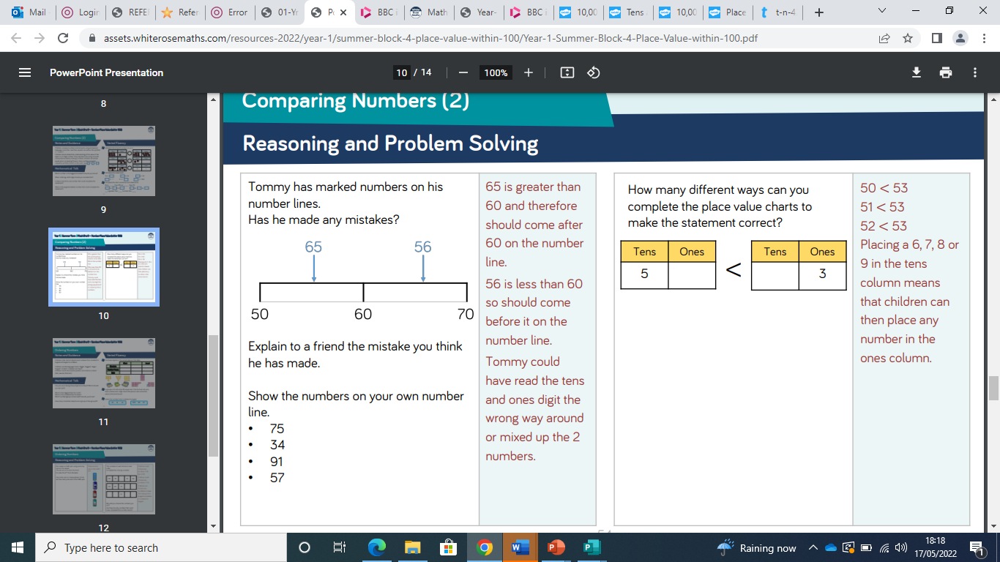 Mail
Login
REFE
Refer
Error
01-Yr
P
BBC i
Math
Year-
BBC i
10,00
Tens
10,00
Place
t-n-4
assets.whiterosemaths.com/resources-2022/year-1/summer-block-4-place-value-within-100/Year-1-Summer-Block-4-Place-Value-within-100.pdf
PowerPoint Presentation
10 / 14
100%
8
9
10
11
12
Comparing Numbers (2)
Reasoning and Problem Solving
Tommy has marked numbers on his
number lines.
Has he made any mistakes?
65 56
50 60 70
Explain to a friend the mistake you think
he has made.
Show the numbers on your own number
line.
• 75
• 34
• 91
• 57
65 is greater than
60 and therefore
should come after
60 on the number
line.
56 is less than 60
so should come
before it on the
number line.
Tommy could
have read the tens
and ones digit the
wrong way around
or mixed up the 2
numbers.
How many different ways can you
complete the place value charts to
make the statement correct?
Tens Ones Tens Ones
5 < 3
50 < 53
51 < 53
52 < 53
Placing a 6, 7, 8 or
9 in the tens
column means
that children can
then place any
number in the
ones column.
Type here to search
Raining now
18:18
17/05/2022
1